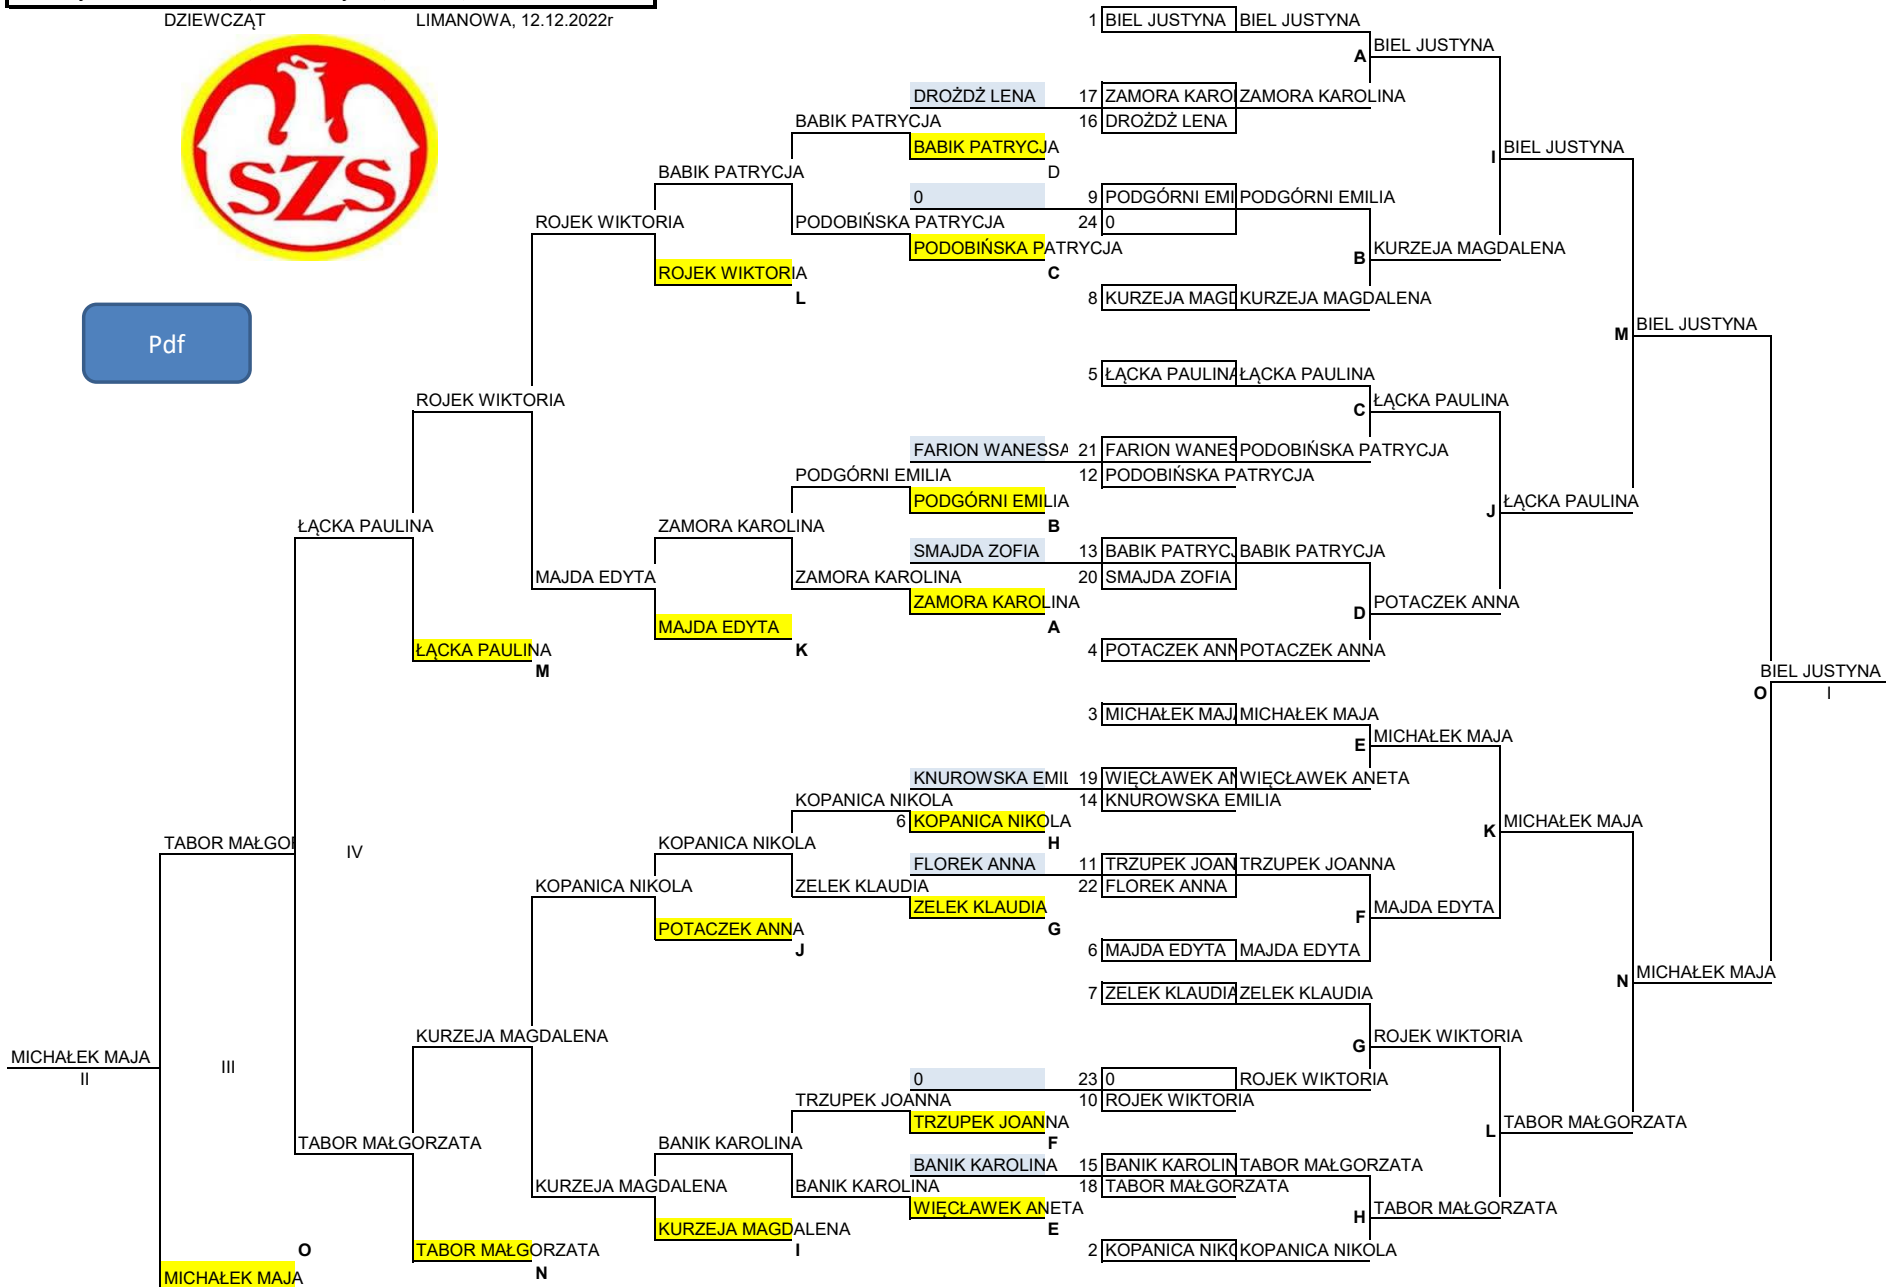 DZIEWCZĄT LIMANOWA, 12.12.2022r 1 BIEL JUSTYNA BIEL JUSTYNA
BIEL JUSTYNA
A
DROŻDŻ LENA 17 ZAMORA KAROL ZAMORA KAROLINA
BABIK PATRYCJA 16 DROŻDŻ LENA
BABIK PATRYCJA I BIEL JUSTYNA
SZS
BABIK PATRYCJA D
0 9 PODGÓRNI EMI PODGÓRNI EMILIA
ROJEK WIKTORIA PODOBIŃSKA PATRYCJA 24 0
PODOBIŃSKA PATRYCJA B KURZEJA MAGDALENA
ROJEK WIKTORIA C
L 8 KURZEJA MAGD KURZEJA MAGDALENA
Pdf M BIEL JUSTYNA
5 ŁĄCKA PAULINA ŁĄCKA PAULINA
ROJEK WIKTORIA C ŁĄCKA PAULINA
FARION WANESSA 21 FARION WANES PODOBIŃSKA PATRYCJA
PODGÓRNI EMILIA 12 PODOBIŃSKA PATRYCJA
PODGÓRNI EMILIA J ŁĄCKA PAULINA
ŁĄCKA PAULINA ZAMORA KAROLINA B
SMAJDA ZOFIA 13 BABIK PATRYCJ BABIK PATRYCJA
MAJDA EDYTA ZAMORA KAROLINA 20 SMAJDA ZOFIA
ZAMORA KAROLINA D POTACZEK ANNA
MAJDA EDYTA A
ŁĄCKA PAULINA K 4 POTACZEK ANN POTACZEK ANNA
M BIEL JUSTYNA
O I
3 MICHAŁEK MAJ MICHAŁEK MAJA
E MICHAŁEK MAJA
KNUROWSKA EMIL 19 WIĘCŁAWEK AN WIĘCŁAWEK ANETA
KOPANICA NIKOLA 14 KNUROWSKA EMILIA
6 KOPANICA NIKOLA K MICHAŁEK MAJA
TABOR MAŁGO IV KOPANICA NIKOLA H
FLOREK ANNA 11 TRZUPEK JOAN TRZUPEK JOANNA
KOPANICA NIKOLA ZELEK KLAUDIA 22 FLOREK ANNA
ZELEK KLAUDIA F MAJDA EDYTA
POTACZEK ANNA G
J 6 MAJDA EDYTA MAJDA EDYTA
N MICHAŁEK MAJA
7 ZELEK KLAUDIA ZELEK KLAUDIA
KURZEJA MAGDALENA G ROJEK WIKTORIA
MICHAŁEK MAJA III
II 0 23 0 ROJEK WIKTORIA
TRZUPEK JOANNA 10 ROJEK WIKTORIA
TRZUPEK JOANNA L TABOR MAŁGORZATA
TABOR MAŁGORZATA BANIK KAROLINA F
BANIK KAROLINA 15 BANIK KAROLIN TABOR MAŁGORZATA
KURZEJA MAGDALENA BANIK KAROLINA 18 TABOR MAŁGORZATA
WIĘCŁAWEK ANETA H TABOR MAŁGORZATA
KURZEJA MAGDALENA E
O TABOR MAŁGORZATA I 2 KOPANICA NIKO KOPANICA NIKOLA
MICHAŁEK MAJA N